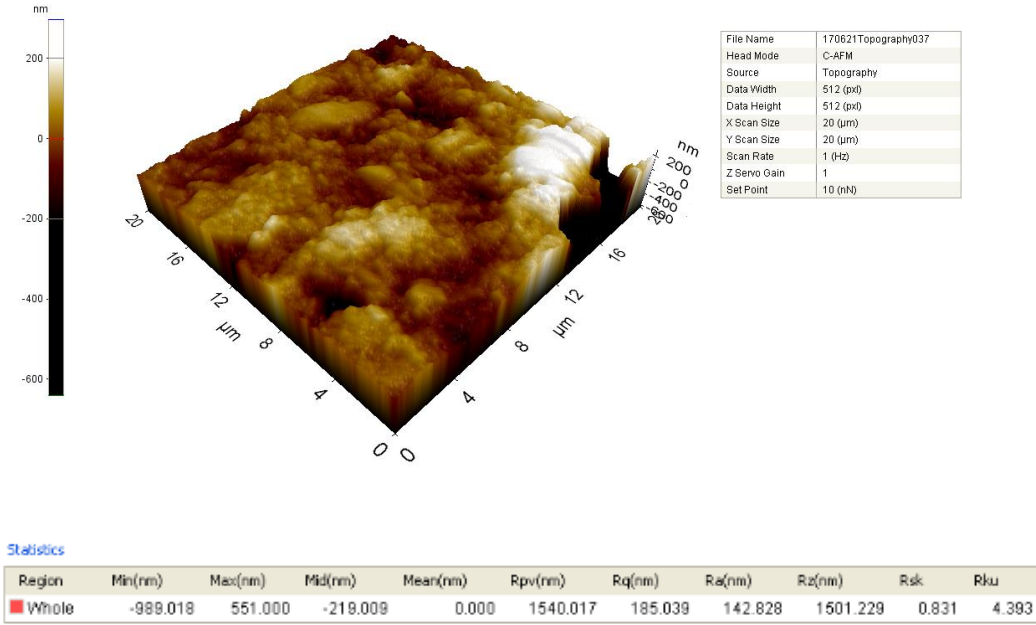 nm
200
0
-200
-400
-600
File Name 170621Topography037
Head Mode C-AFM
Source Topography
Data Width 512 (pxl)
Data Height 512 (pxl)
X Scan Size 20 (µm)
Y Scan Size 20 (µm)
Scan Rate 1 (Hz)
Z Servo Gain 1
Set Point 10 (nN)
nm
200
0
-200
-400
-600
20
16
12
µm
8
4
0
0
4
8
µm
12
16
20
Statistics
Region Min(nm) Max(nm) Mid(nm) Mean(nm) Rpv(nm) Rq(nm) Ra(nm) Rz(nm) Rsk Rku
Whole -989.018 551.000 -219.009 0.000 1540.017 185.039 142.828 1501.229 0.831 4.393